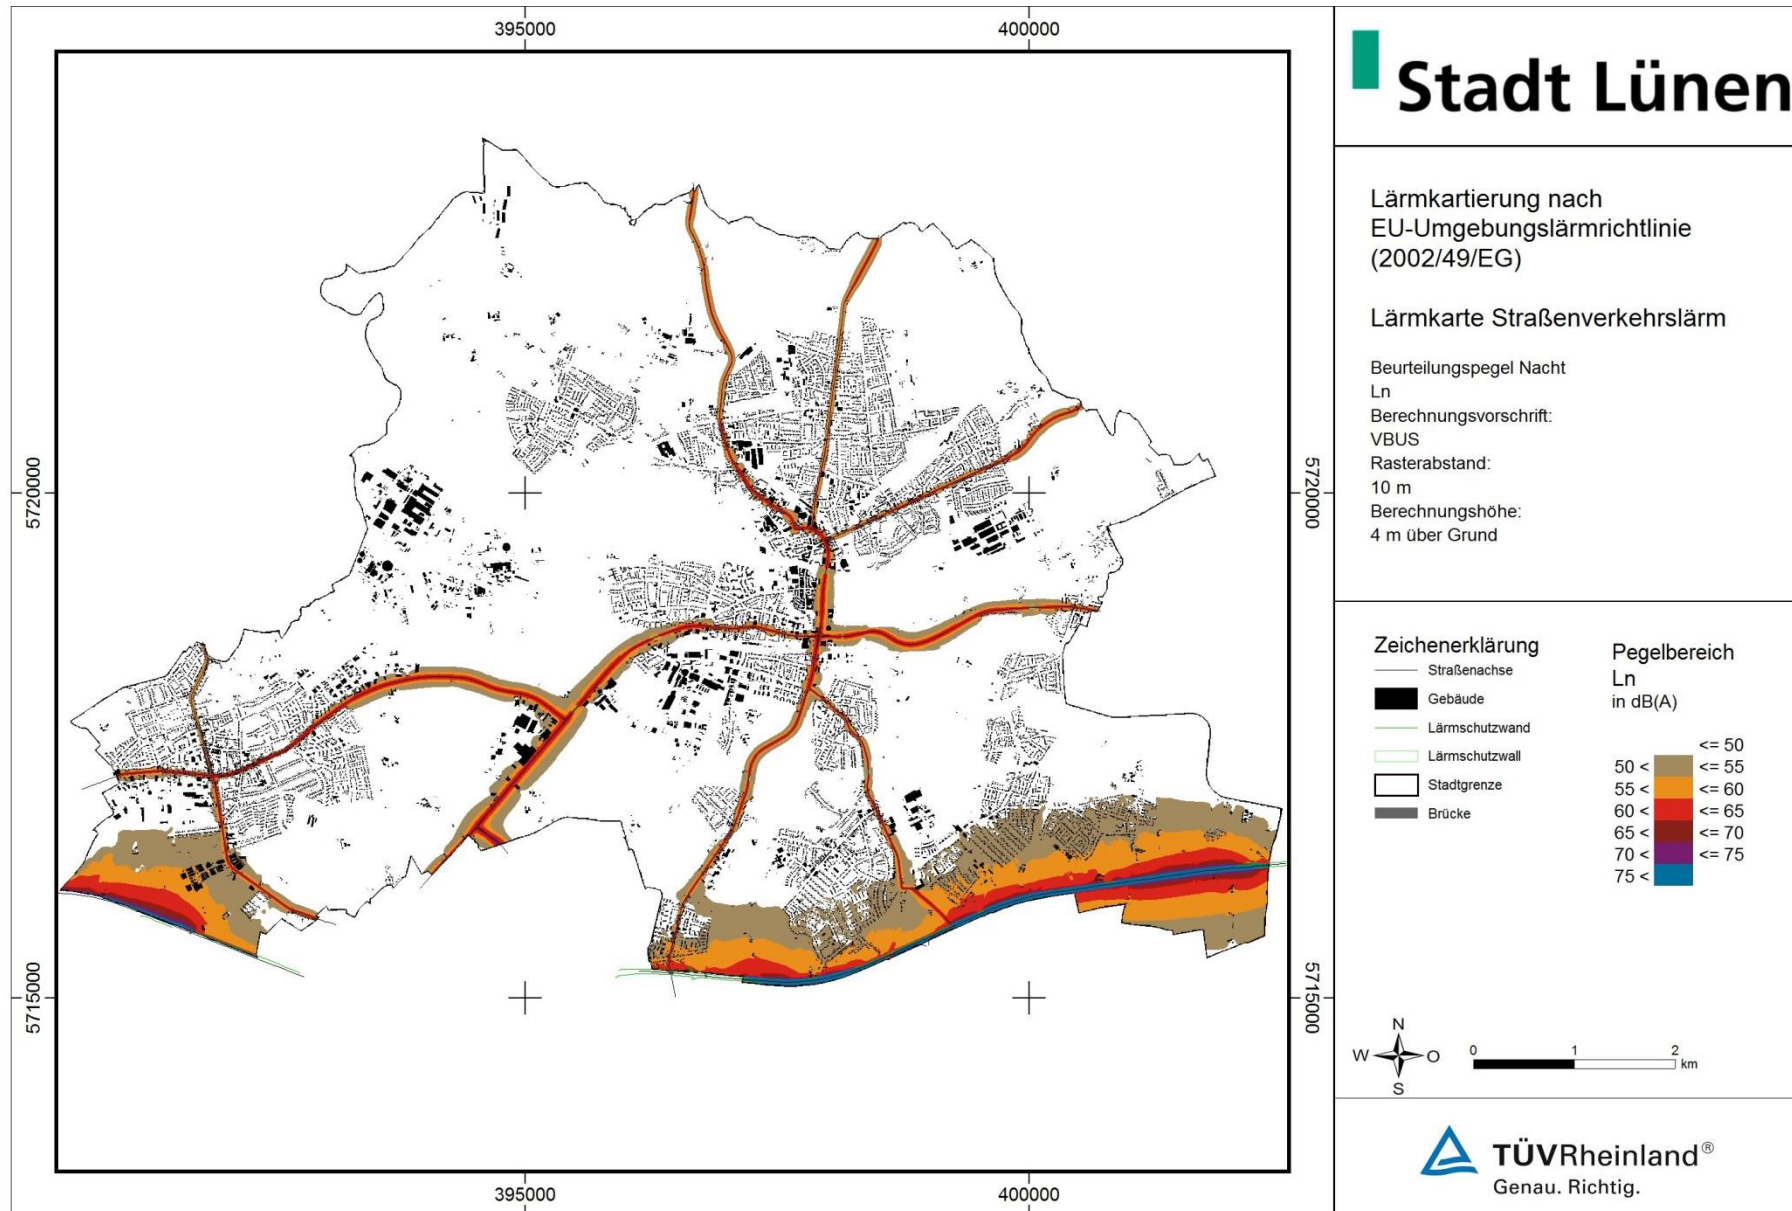 395000
400000
5720000
5720000
5715000
5715000
395000
400000
Stadt Lünen
Lärmkartierung nach
EU-Umgebungslärmrichtlinie
(2002/49/EG)
Lärmkarte Straßenverkehrslärm
Beurteilungspegel Nacht
Ln
Berechnungsvorschrift:
VBUS
Rasterabstand:
10 m
Berechnungshöhe:
4 m über Grund
Zeichenerklärung
Straßenachse
Gebäude
Lärmschutzwand
Lärmschutzwall
Stadtgrenze
Brücke
Pegelbereich
Ln
in dB(A)
<= 50
50 < <= 55
55 < <= 60
60 < <= 65
65 < <= 70
70 < <= 75
75 <
N
W O
S
0 1 2
km
TÜVRheinland®
Genau. Richtig.